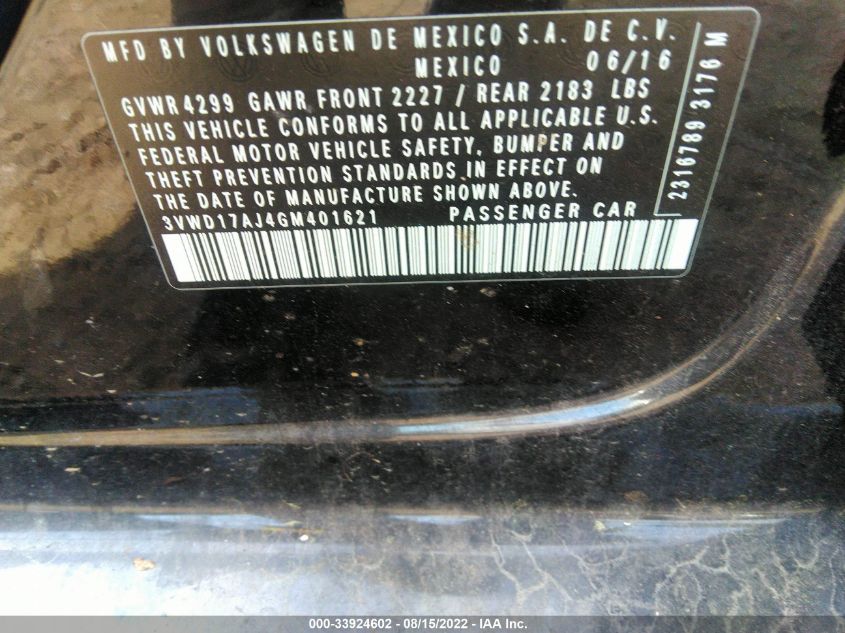 MFD BY VOLKSWAGEN DE MEXICO S.A. DE C.V.
MEXICO 06/16
GVWR 4299 GAWR FRONT 2227 / REAR 2183 LBS
THIS VEHICLE CONFORMS TO ALL APPLICABLE U.S.
FEDERAL MOTOR VEHICLE SAFETY, BUMPER AND
THEFT PREVENTION STANDARDS IN EFFECT ON
THE DATE OF MANUFACTURE SHOWN ABOVE.
3VWD17AJ4GM401621 PASSENGER CAR
2316789 3176 M
000-33924602 - 08/15/2022 - IAA Inc.